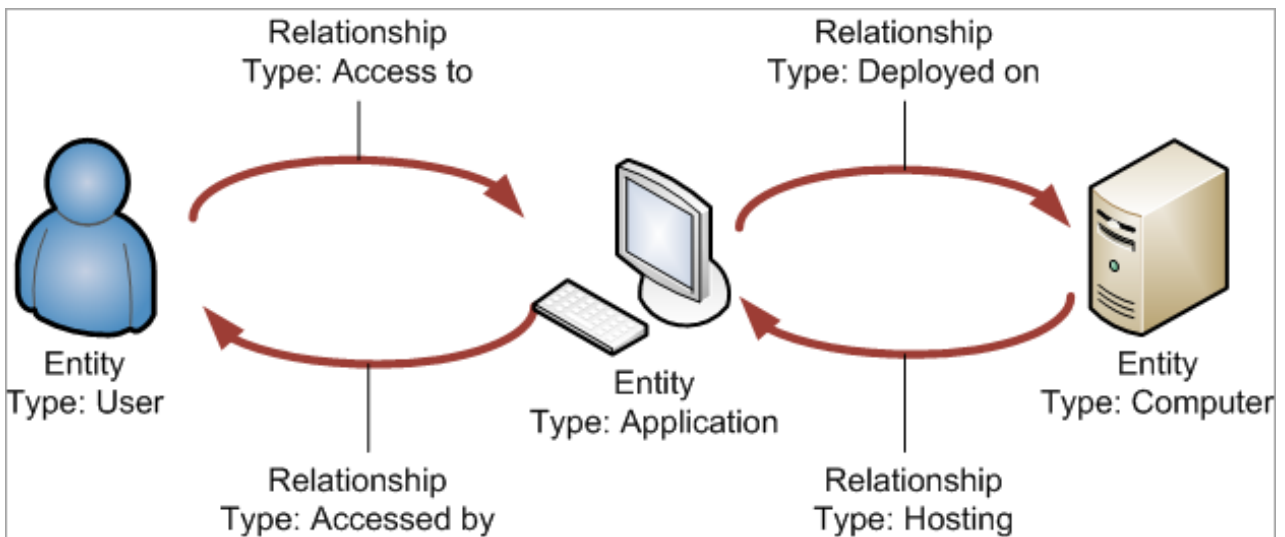 Relationship
Type: Access to
Relationship
Type: Deployed on
Entity
Type: User
Entity
Type: Application
Entity
Type: Computer
Relationship
Type: Accessed by
Relationship
Type: Hosting